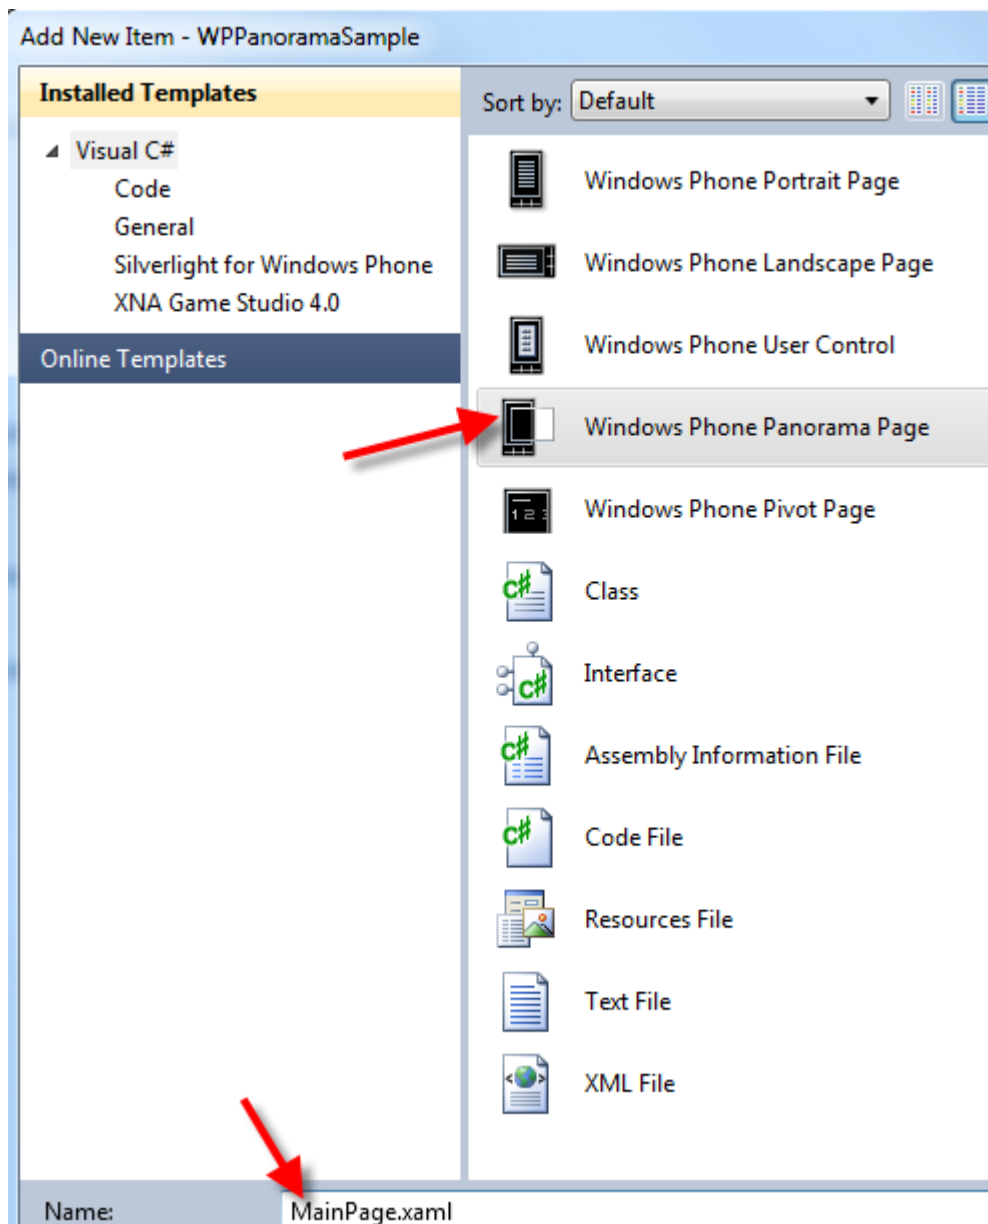 Add New Item - WPPanoramaSample
Installed Templates
Visual C#
Code
General
Silverlight for Windows Phone
XNA Game Studio 4.0
Online Templates
Sort by: Default
Windows Phone Portrait Page
Windows Phone Landscape Page
Windows Phone User Control
Windows Phone Panorama Page
Windows Phone Pivot Page
Class
Interface
Assembly Information File
Code File
Resources File
Text File
XML File
Name: MainPage.xaml